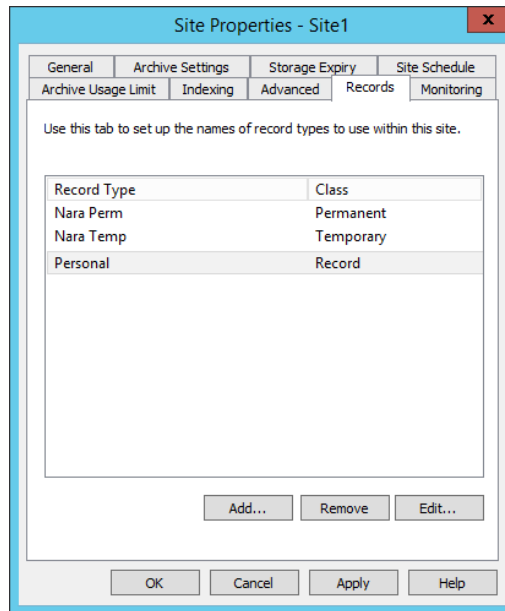 Site Properties - Site1
x
General Archive Settings Storage Expiry Site Schedule
Archive Usage Limit Indexing Advanced Records Monitoring
Use this tab to set up the names of record types to use within this site.
Record Type Class
Nara Perm Permanent
Nara Temp Temporary
Personal Record
Add... Remove Edit...
OK Cancel Apply Help